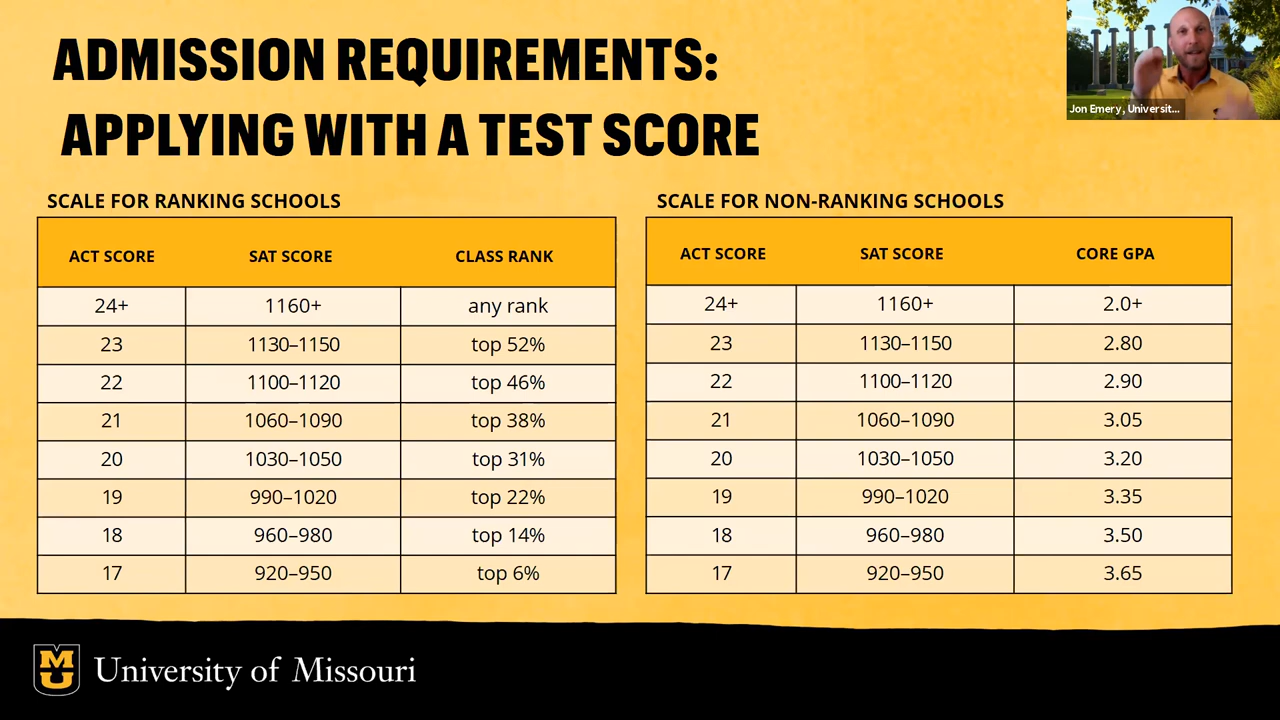 ADMISSION REQUIREMENTS:
APPLYING WITH A TEST SCORE
Jon Emery, Universit...
SCALE FOR RANKING SCHOOLS
ACT SCORE SAT SCORE CLASS RANK
24+ 1160+ any rank
23 1130–1150 top 52%
22 1100–1120 top 46%
21 1060–1090 top 38%
20 1030–1050 top 31%
19 990–1020 top 22%
18 960–980 top 14%
17 920–950 top 6%
SCALE FOR NON-RANKING SCHOOLS
ACT SCORE SAT SCORE CORE GPA
24+ 1160+ 2.0+
23 1130–1150 2.80
22 1100–1120 2.90
21 1060–1090 3.05
20 1030–1050 3.20
19 990–1020 3.35
18 960–980 3.50
17 920–950 3.65
MU
University of Missouri